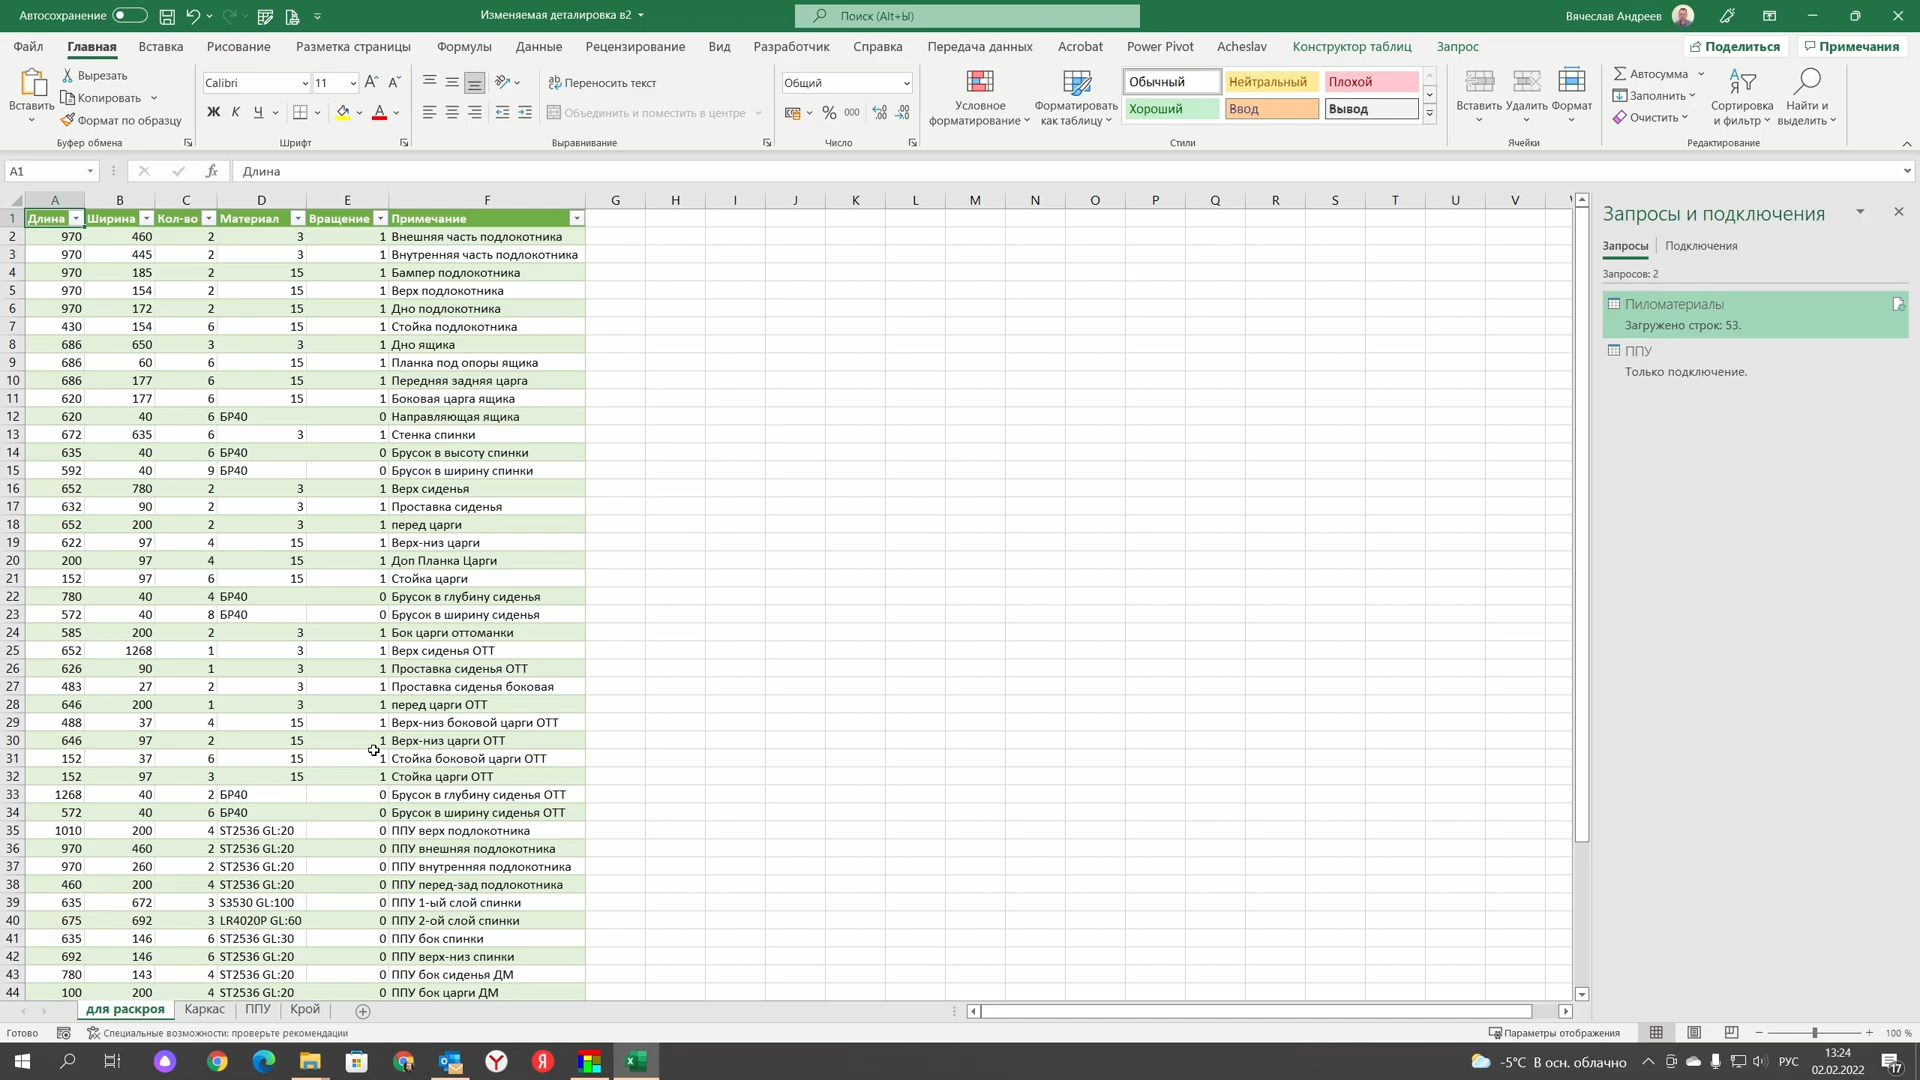 Автосохранение
Изменяемая деталировка в2
Поиск (Alt+Ы)
Вячеслав Андреев
Файл Главная Вставка Рисование Разметка страницы Формулы Данные Рецензирование Вид Разработчик Справка Передача данных Acrobat Power Pivot Acheslav Конструктор таблиц Запрос
Поделиться Примечания
Вставить
Вырезать
Копировать
Формат по образцу
Буфер обмена
Calibri 11
Ж К Ч
Шрифт
Переносить текст
Объединить и поместить в центре
Выравнивание
Общий
% 000
Число
Условное форматирование
Форматировать как таблицу
Обычный Нейтральный Плохой
Хороший Ввод Вывод
Стили
Вставить Удалить Формат
Ячейки
Автосумма
Заполнить
Очистить
Сортировка и фильтр
Найти и выделить
Редактирование
A1 fx Длина
A B C D E F G H I J K L M N O P Q R S T U V
1 Длина Ширина Кол-во Материал Вращение Примечание
2 970 460 2 3 1 Внешняя часть подлокотника
3 970 445 2 3 1 Внутренняя часть подлокотника
4 970 185 2 15 1 Бампер подлокотника
5 970 154 2 15 1 Верх подлокотника
6 970 172 2 15 1 Дно подлокотника
7 430 154 6 15 1 Стойка подлокотника
8 686 650 3 3 1 Дно ящика
9 686 60 6 15 1 Планка под опоры ящика
10 686 177 6 15 1 Передняя задняя царга
11 620 177 6 15 1 Боковая царга ящика
12 620 40 6 БР40 0 Направляющая ящика
13 672 635 6 3 1 Стенка спинки
14 635 40 6 БР40 0 Брусок в высоту спинки
15 592 40 9 БР40 0 Брусок в ширину спинки
16 652 780 2 3 1 Верх сиденья
17 632 90 2 3 1 Проставка сиденья
18 652 200 2 3 1 перед царги
19 622 97 4 15 1 Верх-низ царги
20 200 97 4 15 1 Доп Планка Царги
21 152 97 6 15 1 Стойка царги
22 780 40 4 БР40 0 Брусок в глубину сиденья
23 572 40 8 БР40 0 Брусок в ширину сиденья
24 585 200 2 3 1 Бок царги оттоманки
25 652 1268 1 3 1 Верх сиденья ОТТ
26 626 90 1 3 1 Проставка сиденья ОТТ
27 483 27 2 3 1 Проставка сиденья боковая
28 646 200 1 3 1 перед царги ОТТ
29 488 37 4 15 1 Верх-низ боковой царги ОТТ
30 646 97 2 15 1 Верх-низ царги ОТТ
31 152 37 6 15 1 Стойка боковой царги ОТТ
32 152 97 3 15 1 Стойка царги ОТТ
33 1268 40 2 БР40 0 Брусок в глубину сиденья ОТТ
34 572 40 6 БР40 0 Брусок в ширину сиденья ОТТ
35 1010 200 4 ST2536 GL:20 0 ППУ верх подлокотника
36 970 460 2 ST2536 GL:20 0 ППУ внешняя подлокотника
37 970 260 2 ST2536 GL:20 0 ППУ внутренняя подлокотника
38 460 200 4 ST2536 GL:20 0 ППУ перед-зад подлокотника
39 635 672 3 S3530 GL:100 0 ППУ 1-ый слой спинки
40 675 692 3 LR4020P GL:60 0 ППУ 2-ой слой спинки
41 635 146 6 ST2536 GL:30 0 ППУ бок спинки
42 692 146 6 ST2536 GL:20 0 ППУ верх-низ спинки
43 780 143 4 ST2536 GL:20 0 ППУ бок сиденья ДМ
44 100 200 4 ST2536 GL:20 0 ППУ бок царги ДМ
Запросы и подключения
Запросы Подключения
Запросов: 2
Пиломатериалы
Загружено строк: 53.
ППУ
Только подключение.
для раскроя Каркас ППУ Крой
Готово Специальные возможности: проверьте рекомендации
Параметры отображения 100 %
-5°C В осн. облачно
РУС
13:24
02.02.2022
17